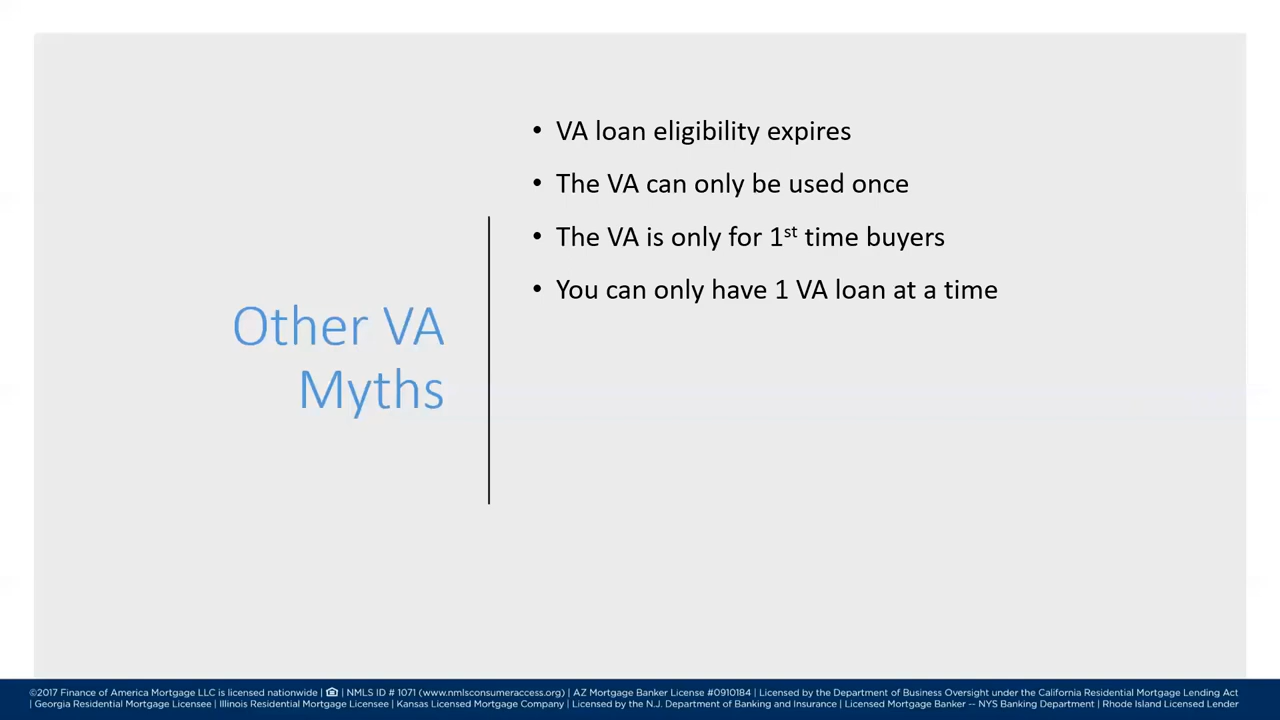 Other VA
Myths
• VA loan eligibility expires
• The VA can only be used once
• The VA is only for 1st time buyers
• You can only have 1 VA loan at a time
©2017 Finance of America Mortgage LLC is licensed nationwide | | NMLS ID # 1071 (www.nmlsconsumeraccess.org) | AZ Mortgage Banker License #0910184 | Licensed by the Department of Business Oversight under the California Residential Mortgage Lending Act
| Georgia Residential Mortgage Licensee | Illinois Residential Mortgage Licensee | Kansas Licensed Mortgage Company | Licensed by the N.J. Department of Banking and Insurance | Licensed Mortgage Banker -- NYS Banking Department | Rhode Island Licensed Lender